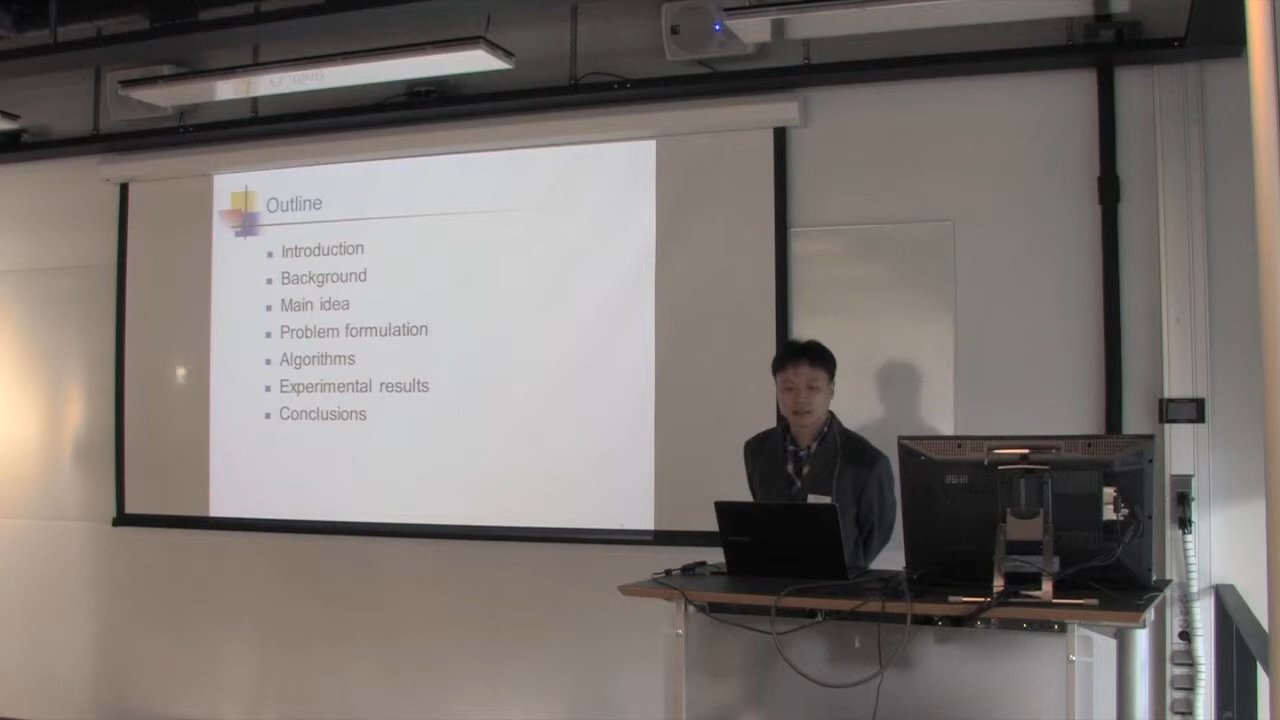 Outline
Introduction
Background
Main idea
Problem formulation
Algorithms
Experimental results
Conclusions